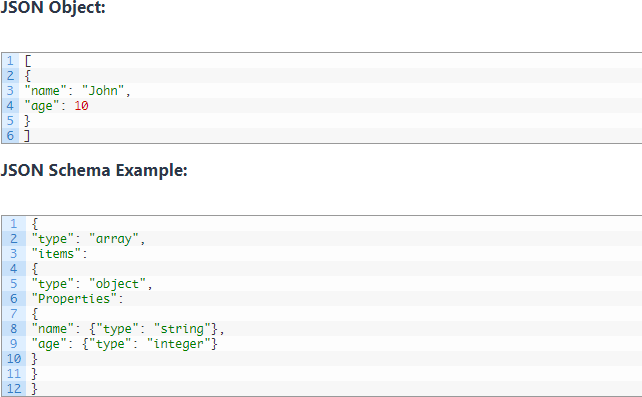 JSON Object:
1 [
2 {
3 "name": "John",
4 "age": 10
5 }
6 ]
JSON Schema Example:
1 {
2 "type": "array",
3 "items":
4 {
5 "type": "object",
6 "Properties":
7 {
8 "name": {"type": "string"},
9 "age": {"type": "integer"}
10 }
11 }
12 }